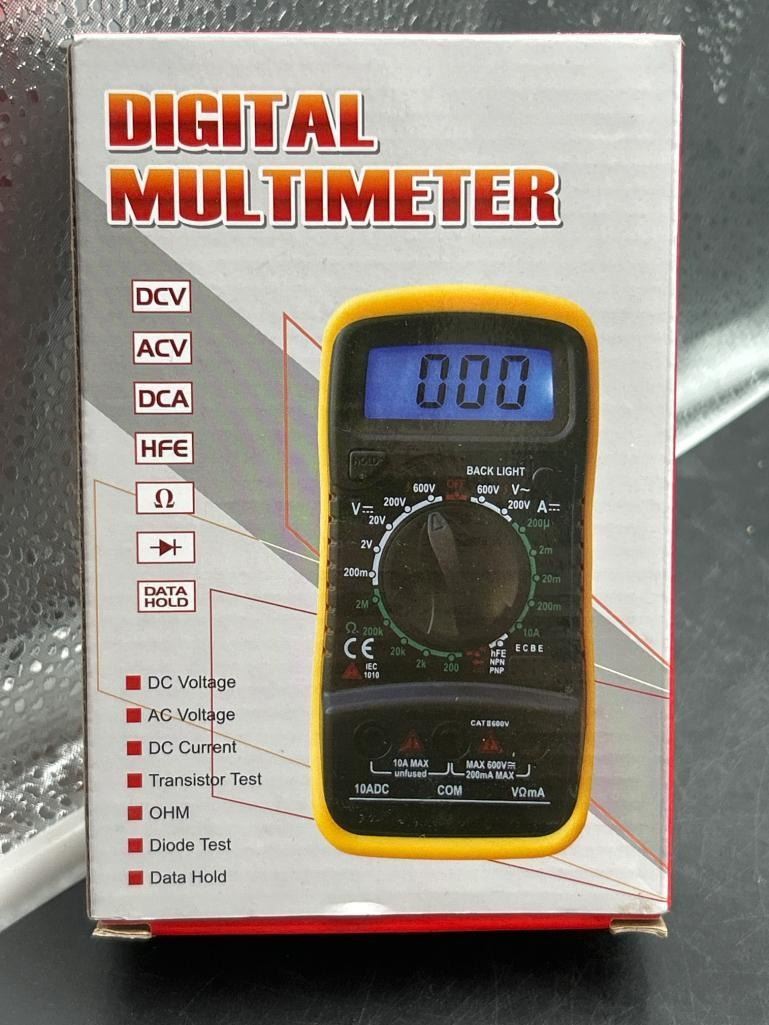 DIGITAL
MULTIMETER
DCV
ACV
DCA
HFE
Ω
DATA
HOLD
DC Voltage
AC Voltage
DC Current
Transistor Test
OHM
Diode Test
Data Hold
000
HOLD
BACK LIGHT
OFF
600V
600V
V~
200V
200V
A⎓
V⎓
20V
200µ
2V
2m
200m
20m
2M
200m
Ω
200k
10A
20k
2k
200
hFE
NPN
PNP
E C B E
CE
IEC
1010
CAT II 600V
10A MAX
unfused
MAX 600V⎓
200mA MAX
10ADC
COM
VΩmA